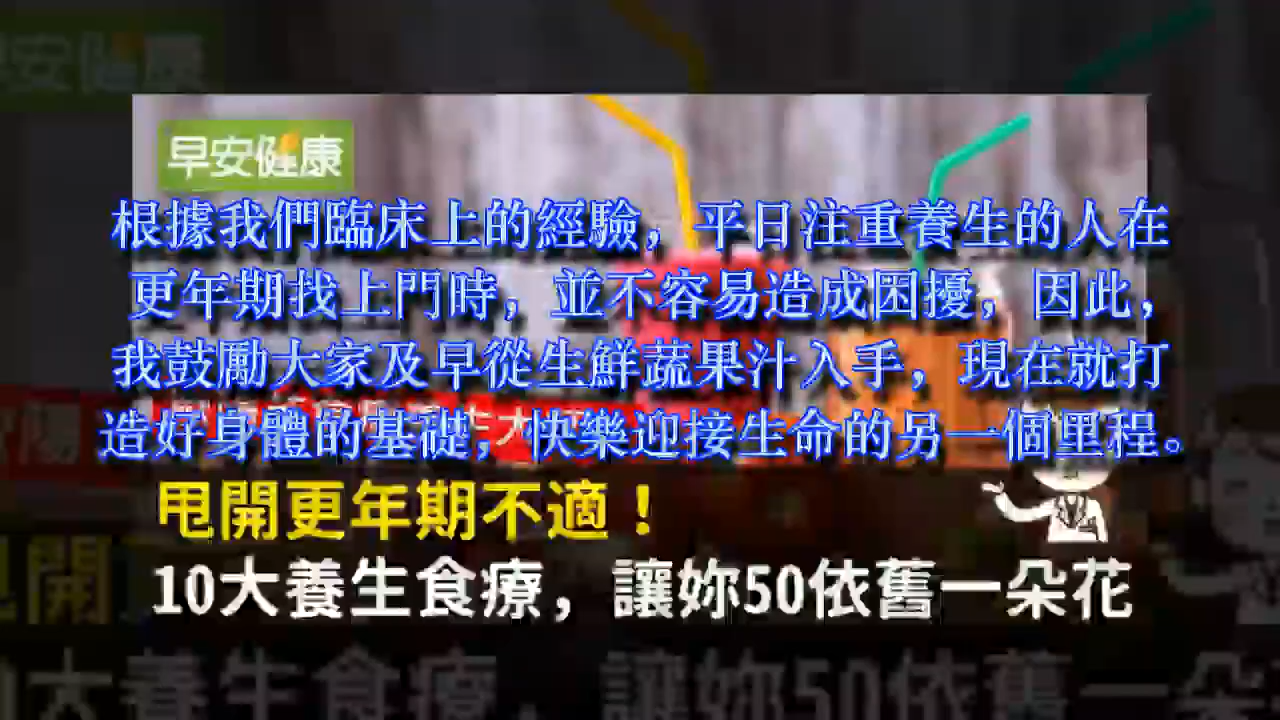 早安健康
根據我們臨床上的經驗，平日注重養生的人在
更年期找上門時，並不容易造成困擾，因此，
我鼓勵大家及早從生鮮蔬果汁入手，現在就打
造好身體的基礎，快樂迎接生命的另一個里程。
甩開更年期不適！
10大養生食療，讓妳50依舊一朵花